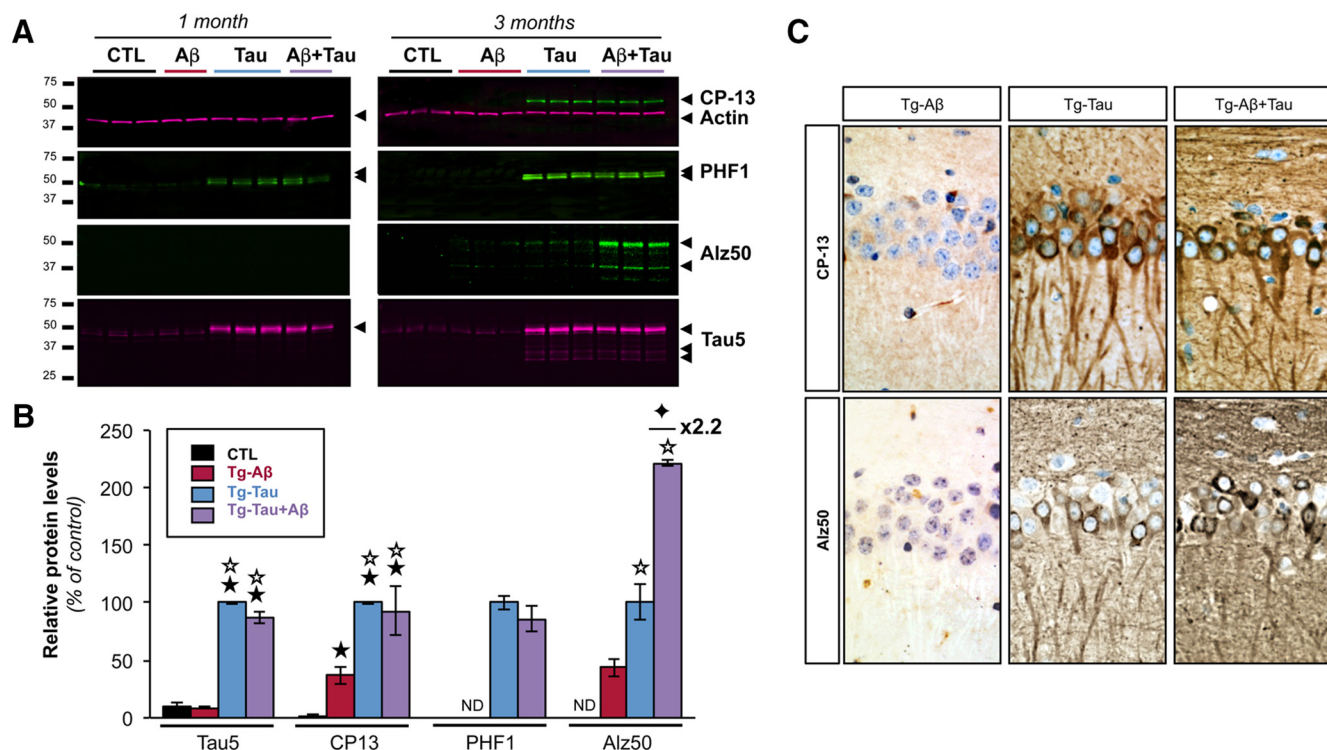 A
1 month
3 months
CTL Aβ Tau Aβ+Tau
CTL Aβ Tau Aβ+Tau
75
50
37
CP-13
Actin
75
50
37
PHF1
50
37
Alz50
75
50
37
25
Tau5
B
Relative protein levels
(% of control)
250
200
150
100
50
0
CTL
Tg-Aβ
Tg-Tau
Tg-Tau+Aβ
x2.2
ND
ND
Tau5
CP13
PHF1
Alz50
C
Tg-Aβ
Tg-Tau
Tg-Aβ+Tau
CP-13
Alz50